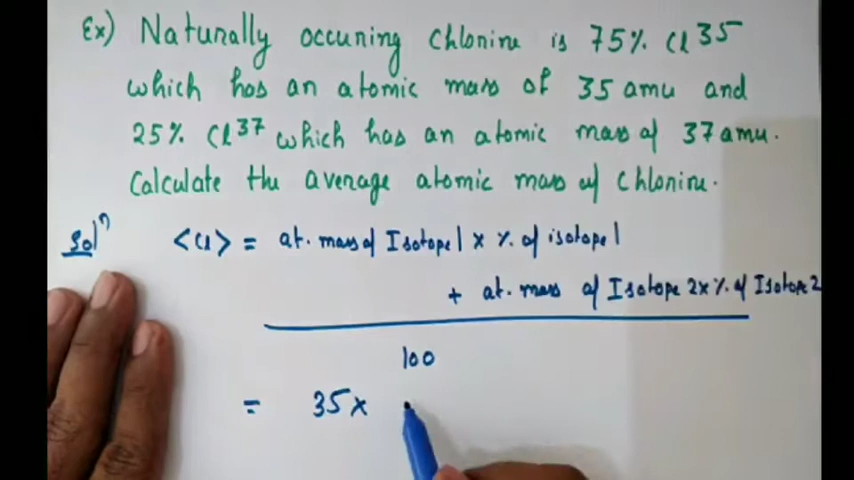 Ex) Naturally occuring chlorine is 75% Cl³⁵
which has an atomic mass of 35 amu and
25% Cl³⁷ which has an atomic mass of 37 amu.
Calculate the average atomic mass of chlorine.
Solⁿ <Cl> = at. mass of Isotope 1 x % of isotope 1
+ at. mass of Isotope 2 x % of Isotope 2
100
= 35 x